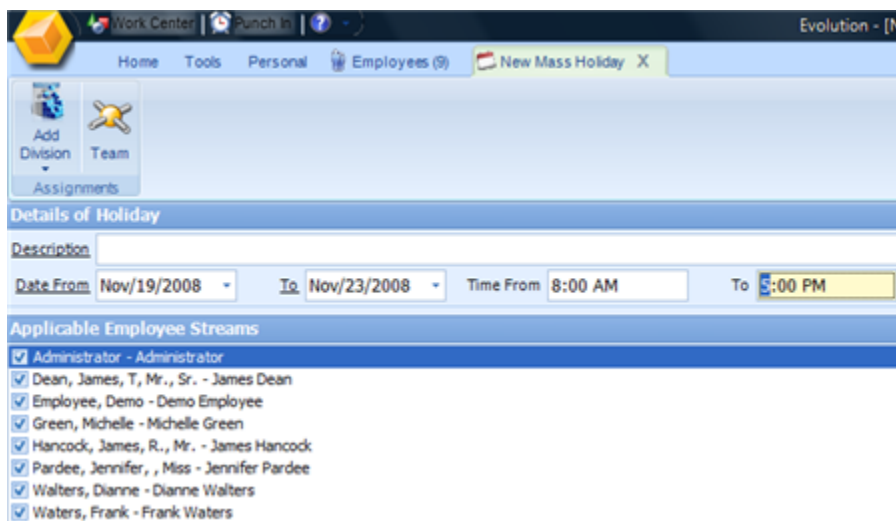 Work Center Punch In Evolution - [N
Home Tools Personal Employees (9) New Mass Holiday X
Add Division Team
Assignments
Details of Holiday
Description
Date From Nov/19/2008 To Nov/23/2008 Time From 8:00 AM To 5:00 PM
Applicable Employee Streams
Administrator - Administrator
Dean, James, T, Mr., Sr. - James Dean
Employee, Demo - Demo Employee
Green, Michelle - Michelle Green
Hancock, James, R., Mr. - James Hancock
Pardee, Jennifer, , Miss - Jennifer Pardee
Walters, Dianne - Dianne Walters
Waters, Frank - Frank Waters